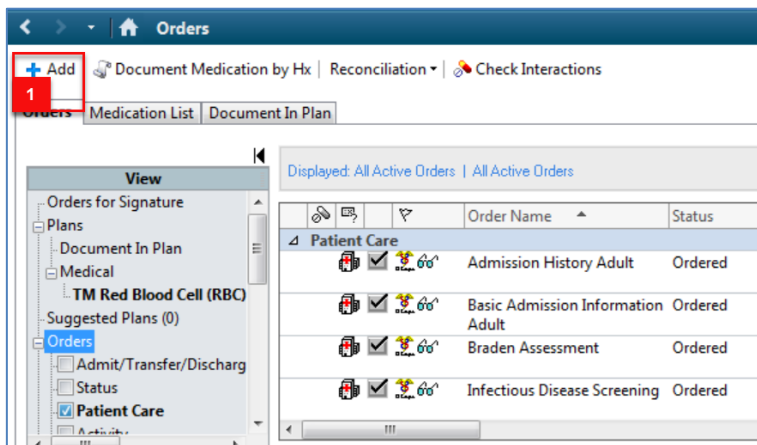 Orders
Add Document Medication by Hx Reconciliation Check Interactions
1
Orders Medication List Document In Plan
View
Displayed: All Active Orders | All Active Orders
Orders for Signature
Plans
Document In Plan
Medical
TM Red Blood Cell (RBC)
Suggested Plans (0)
Orders
Admit/Transfer/Discharg
Status
Patient Care
Activity
Order Name Status
Patient Care
Admission History Adult Ordered
Basic Admission Information Ordered
Adult
Braden Assessment Ordered
Infectious Disease Screening Ordered